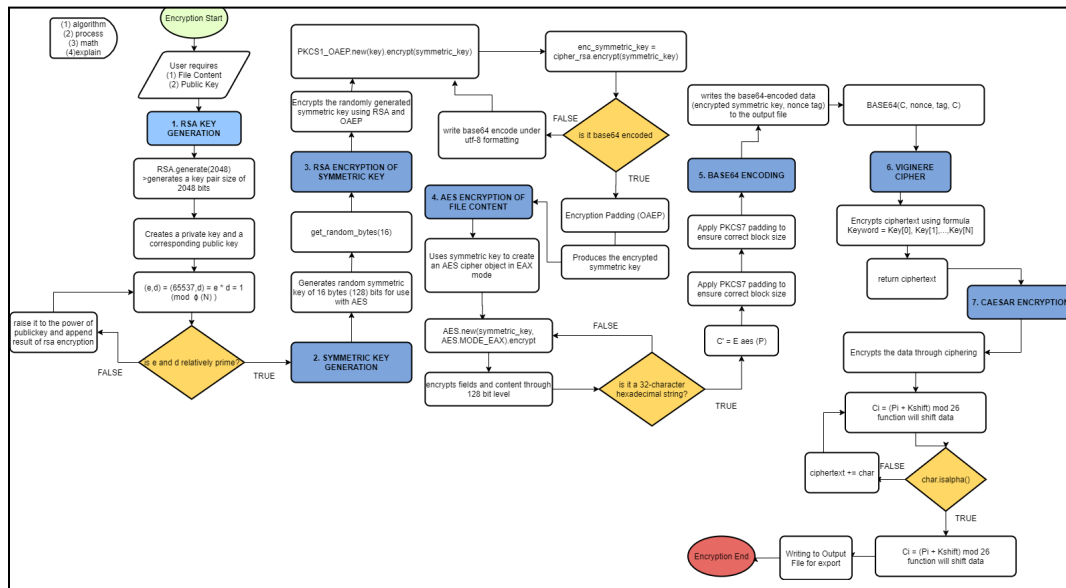 (1) algorithm
(2) process
(3) math
(4)explain
Encryption Start
User requires
(1) File Content
(2) Public Key
1. RSA KEY
GENERATION
RSA.generate(2048)
>generates a key pair size of
2048 bits
Creates a private key and a
corresponding public key
(e,d) = (65537,d) = e * d = 1
(mod ϕ (N) )
raise it to the power of
publickey and append
result of rsa encryption
FALSE
is e and d relatively prime?
TRUE
2. SYMMETRIC KEY
GENERATION
Generates random symmetric
key of 16 bytes (128) bits for use
with AES
get_random_bytes(16)
3. RSA ENCRYPTION OF
SYMMETRIC KEY
Encrypts the randomly generated
symmetric key using RSA and
OAEP
PKCS1_OAEP.new(key).encrypt(symmetric_key)
enc_symmetric_key =
cipher_rsa.encrypt(symmetric_key)
is it base64 encoded
FALSE
write base64 encode under
utf-8 formatting
TRUE
Encryption Padding (OAEP)
Produces the encrypted
symmetric key
4. AES ENCRYPTION OF
FILE CONTENT
Uses symmetric key to create
an AES cipher object in EAX
mode
AES.new(symmetric_key,
AES.MODE_EAX).encrypt
encrypts fields and content through
128 bit level
FALSE
is it a 32-character
hexadecimal string?
TRUE
C' = E aes (P)
Apply PKCS7 padding to
ensure correct block size
Apply PKCS7 padding to
ensure correct block size
5. BASE64 ENCODING
writes the base64-encoded data
(encrypted symmetric key, nonce tag)
to the output file
BASE64(C, nonce, tag, C)
6. VIGINERE
CIPHER
Encrypts ciphertext using formula
Keyword = Key[0], Key[1],...,Key[N]
return ciphertext
7. CAESAR ENCRYPTION
Encrypts the data through ciphering
Ci = (Pi + Kshift) mod 26
function will shift data
ciphertext += char
FALSE
char.isalpha()
TRUE
Ci = (Pi + Kshift) mod 26
function will shift data
Writing to Output
File for export
Encryption End